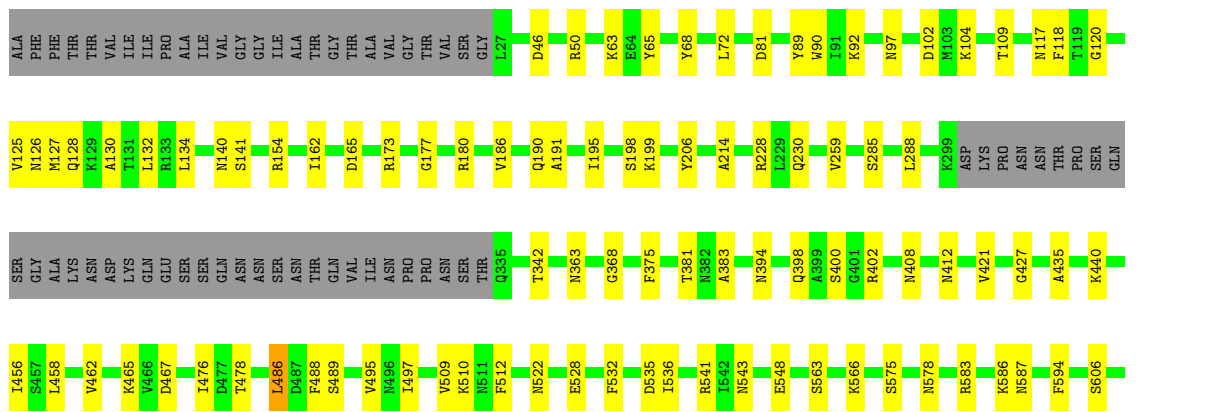 ALA PHE PHE THR THR VAL ILE ILE PRO ALA ILE VAL GLY GLY ILE ALA THR GLY THR ALA VAL GLY THR VAL SER GLY L27 D46 R50 K63 E64 Y65 Y68 L72 D81 Y89 W90 I91 K92 N97 D102 M103 K104 T109 N117 F118 T119 G120
V125 N126 M127 Q128 K129 A130 T131 L132 R133 L134 N140 S141 R154 I162 D165 R173 G177 R180 V186 Q190 A191 I195 S198 K199 Y206 A214 R228 L229 Q230 V259 S285 L288 K299 ASP LYS PRO ASN ASN THR PRO SER GLN
SER GLY ALA LYS ASN ASP LYS GLN GLU SER SER GLN ASN ASN SER ASN THR GLN VAL ILE ASN PRO PRO ASN SER THR Q335 T342 N363 G368 F375 T381 N382 A383 N394 Q398 A399 S400 G401 R402 N408 N412 V421 G427 A435 K440
I456 S457 L458 V462 K465 V466 D467 I476 D477 T478 L486 D487 F488 S489 V495 N496 I497 V509 K510 N511 F512 N522 E528 F532 D535 I536 R541 I542 N543 E548 S563 K566 S575 N578 R583 K586 N587 F594 S606